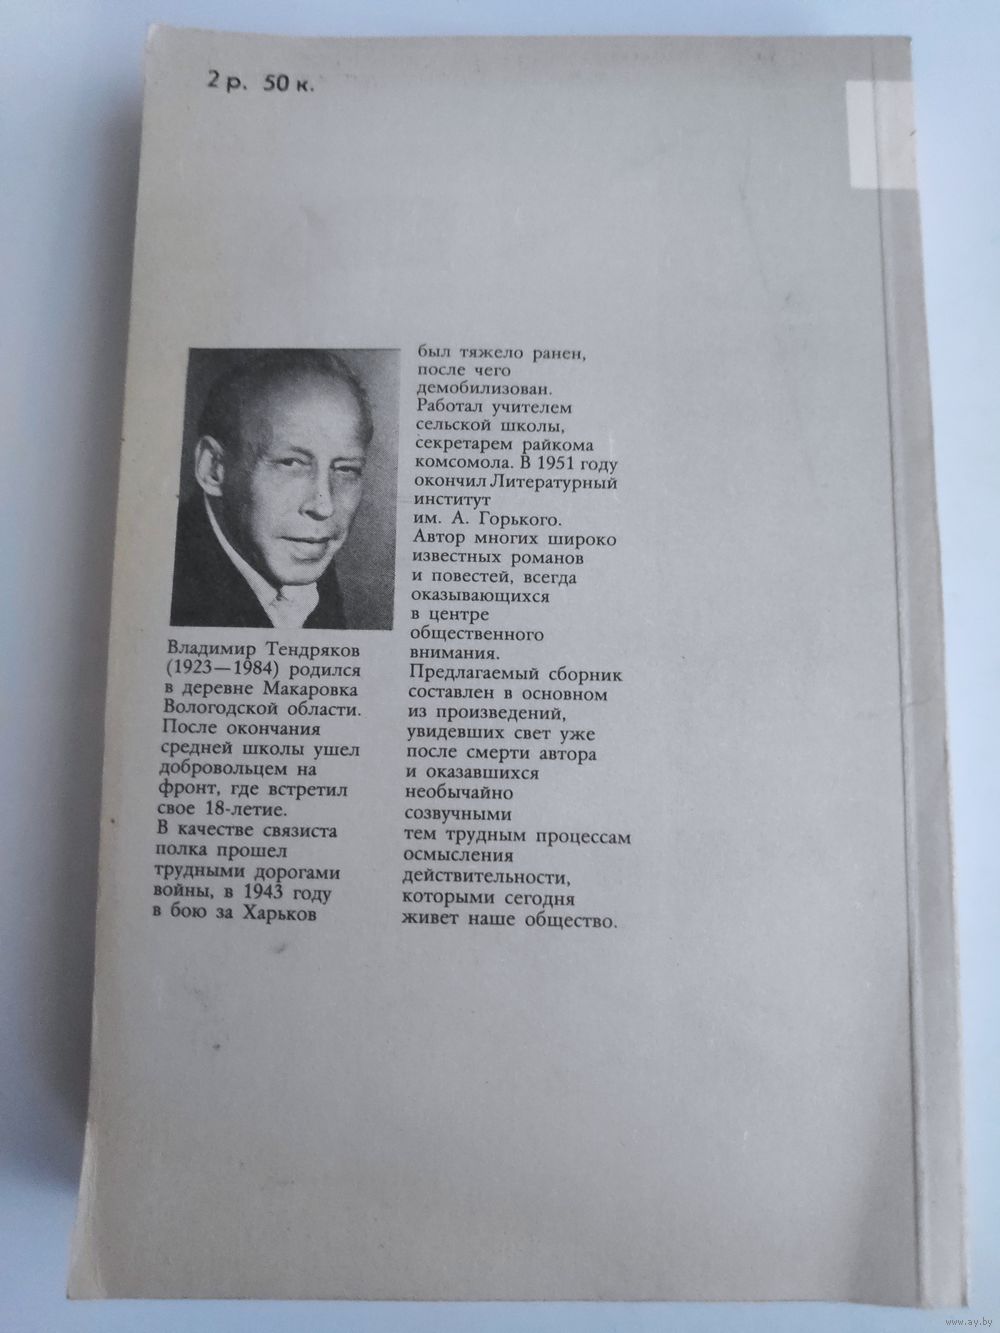 2 р. 50 к.
Владимир Тендряков
(1923—1984) родился
в деревне Макаровка
Вологодской области.
После окончания
средней школы ушел
добровольцем на
фронт, где встретил
свое 18-летие.
В качестве связиста
полка прошел
трудными дорогами
войны, в 1943 году
в бою за Харьков
был тяжело ранен,
после чего
демобилизован.
Работал учителем
сельской школы,
секретарем райкома
комсомола. В 1951 году
окончил Литературный
институт
им. А. Горького.
Автор многих широко
известных романов
и повестей, всегда
оказывающихся
в центре
общественного
внимания.
Предлагаемый сборник
составлен в основном
из произведений,
увидевших свет уже
после смерти автора
и оказавшихся
необычайно
созвучными
тем трудным процессам
осмысления
действительности,
которыми сегодня
живет наше общество.
www.ay.by